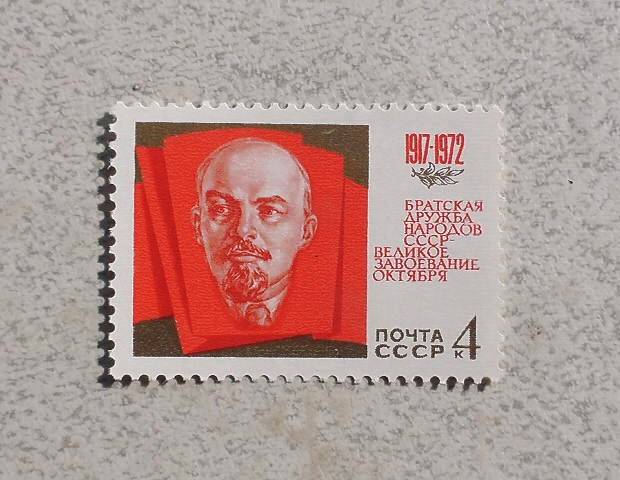 1917-1972
БРАТСКАЯ
ДРУЖБА
НАРОДОВ
СССР-
ВЕЛИКОЕ
ЗАВОЕВАНИЕ
ОКТЯБРЯ
ПОЧТА
СССР 4 К